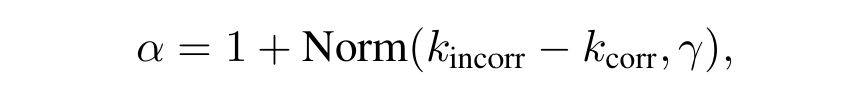 α = 1 + Norm(k_incorr − k_corr, γ),